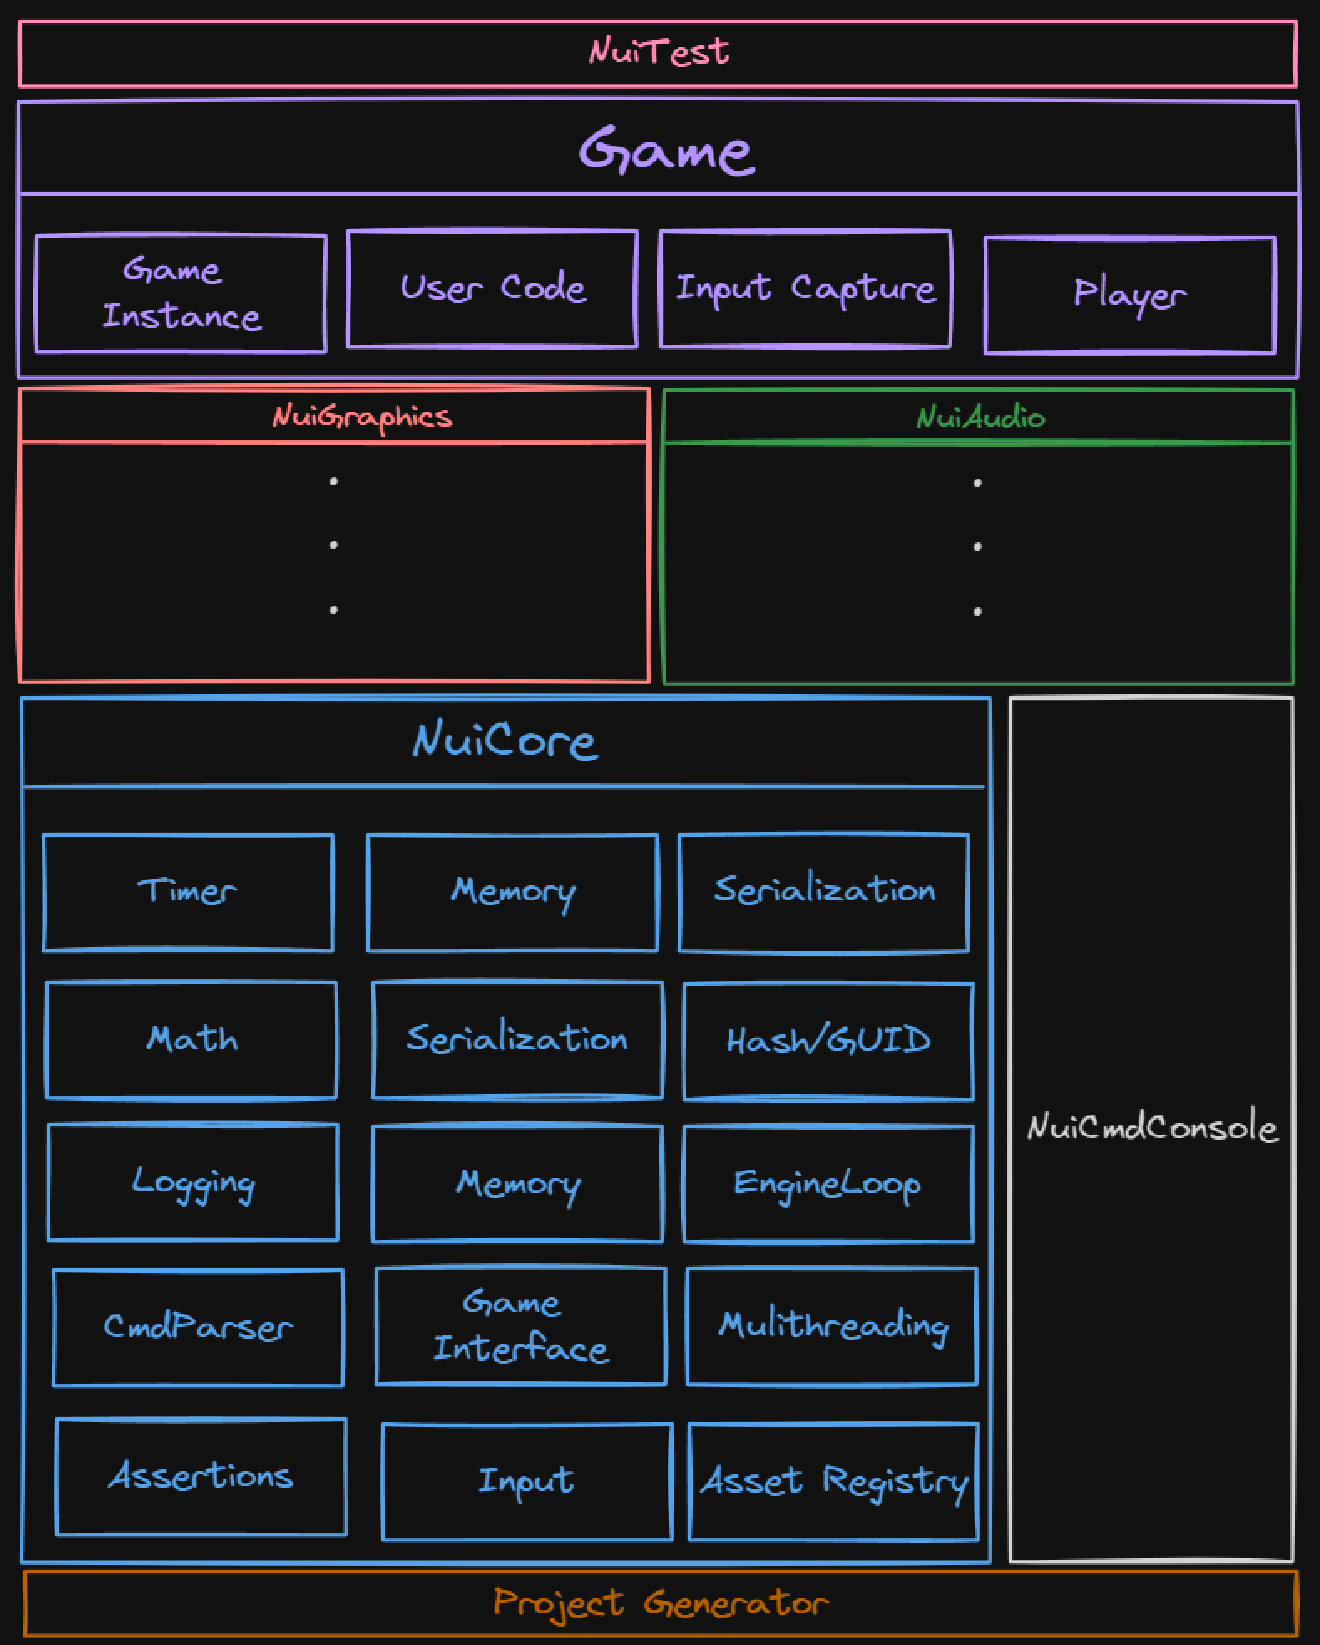 NuiTest
Game
Game
Instance
User Code
Input Capture
Player
NuiGraphics
NuiAudio
NuiCore
Timer
Memory
Serialization
Math
Serialization
Hash/GUID
Logging
Memory
EngineLoop
CmdParser
Game
Interface
Mulithreading
Assertions
Input
Asset Registry
NuiCmdConsole
Project Generator